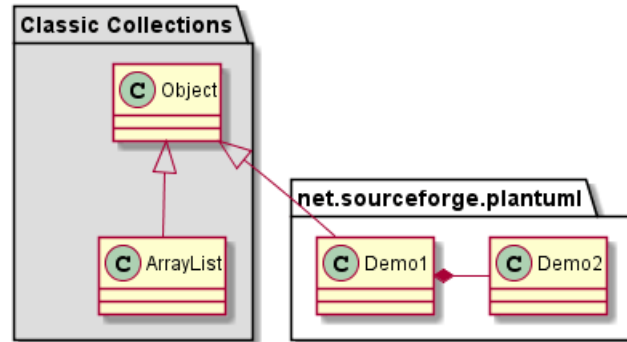 Classic Collections
C Object
net.sourceforge.plantuml
C ArrayList
C Demo1
C Demo2